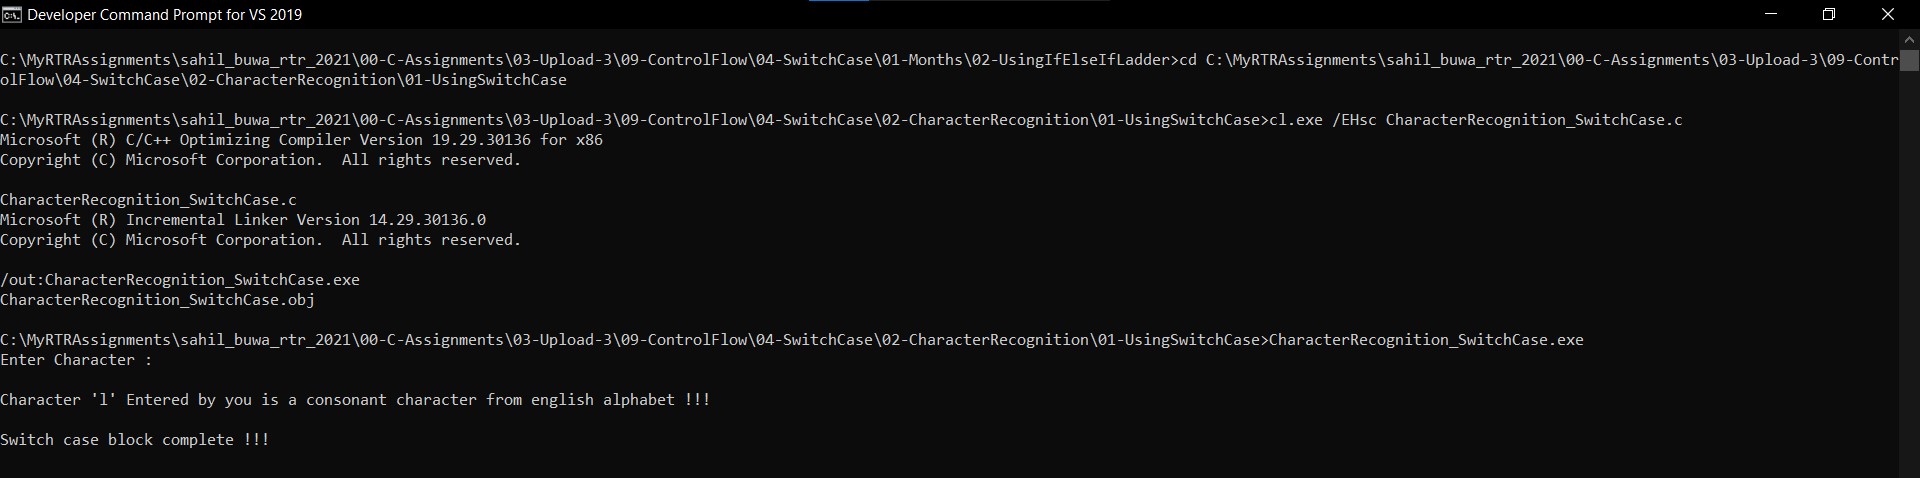 Developer Command Prompt for VS 2019
C:\MyRTRAssignments\sahil_buwa_rtr_2021\00-C-Assignments\03-Upload-3\09-ControlFlow\04-SwitchCase\01-Months\02-UsingIfElseIfLadder>cd C:\MyRTRAssignments\sahil_buwa_rtr_2021\00-C-Assignments\03-Upload-3\09-Contr
olFlow\04-SwitchCase\02-CharacterRecognition\01-UsingSwitchCase
C:\MyRTRAssignments\sahil_buwa_rtr_2021\00-C-Assignments\03-Upload-3\09-ControlFlow\04-SwitchCase\02-CharacterRecognition\01-UsingSwitchCase>cl.exe /EHsc CharacterRecognition_SwitchCase.c
Microsoft (R) C/C++ Optimizing Compiler Version 19.29.30136 for x86
Copyright (C) Microsoft Corporation.  All rights reserved.
CharacterRecognition_SwitchCase.c
Microsoft (R) Incremental Linker Version 14.29.30136.0
Copyright (C) Microsoft Corporation.  All rights reserved.
/out:CharacterRecognition_SwitchCase.exe
CharacterRecognition_SwitchCase.obj
C:\MyRTRAssignments\sahil_buwa_rtr_2021\00-C-Assignments\03-Upload-3\09-ControlFlow\04-SwitchCase\02-CharacterRecognition\01-UsingSwitchCase>CharacterRecognition_SwitchCase.exe
Enter Character :
Character 'l' Entered by you is a consonant character from english alphabet !!!
Switch case block complete !!!